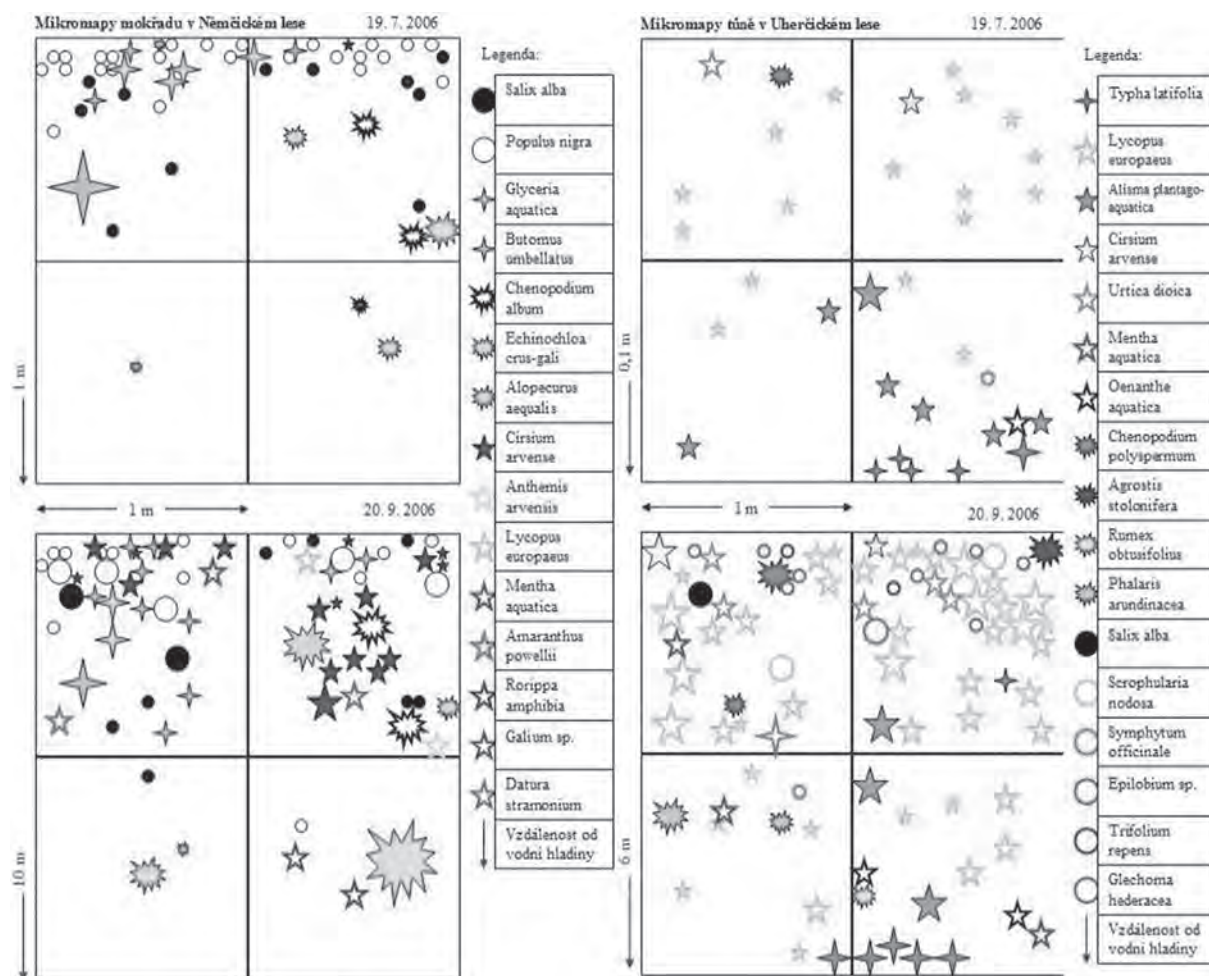 Mikromapy mokřadu v Němčickém lese 19.7.2006
Legenda:
Salix alba
Populus nigra
Glyceria
aquatica
Butomus
umbellatus
Chenopodium
album
Echinochloa
crus-gali
Alopecurus
aequalis
Cirsium
arvense
Anthemis
arvensis
Lycopus
europaeus
Mentha
aquatica
Amaranthus
powellii
Rorippa
amphibia
Galium sp.
Datura
stramonium
Vzdálenost od
vodní hladiny
1 m
1 m
20.9.2006
10 m
Mikromapy tůně v Uherčickém lese 19.7.2006
Legenda:
Typha latifolia
Lycopus
europaeus
Alisma plantago-
aquatica
Cirsium
arvense
Urtica dioica
Mentha
aquatica
Oenanthe
aquatica
Chenopodium
polyspermum
Agrostis
stolonifera
Rumex
obtusifolius
Phalaris
arundinacea
Salix alba
Scrophularia
nodosa
Symphytum
officinale
Epilobium sp.
Trifolium
repens
Glechoma
hederacea
Vzdálenost od
vodní hladiny
0,1 m
1 m
20.9.2006
6 m